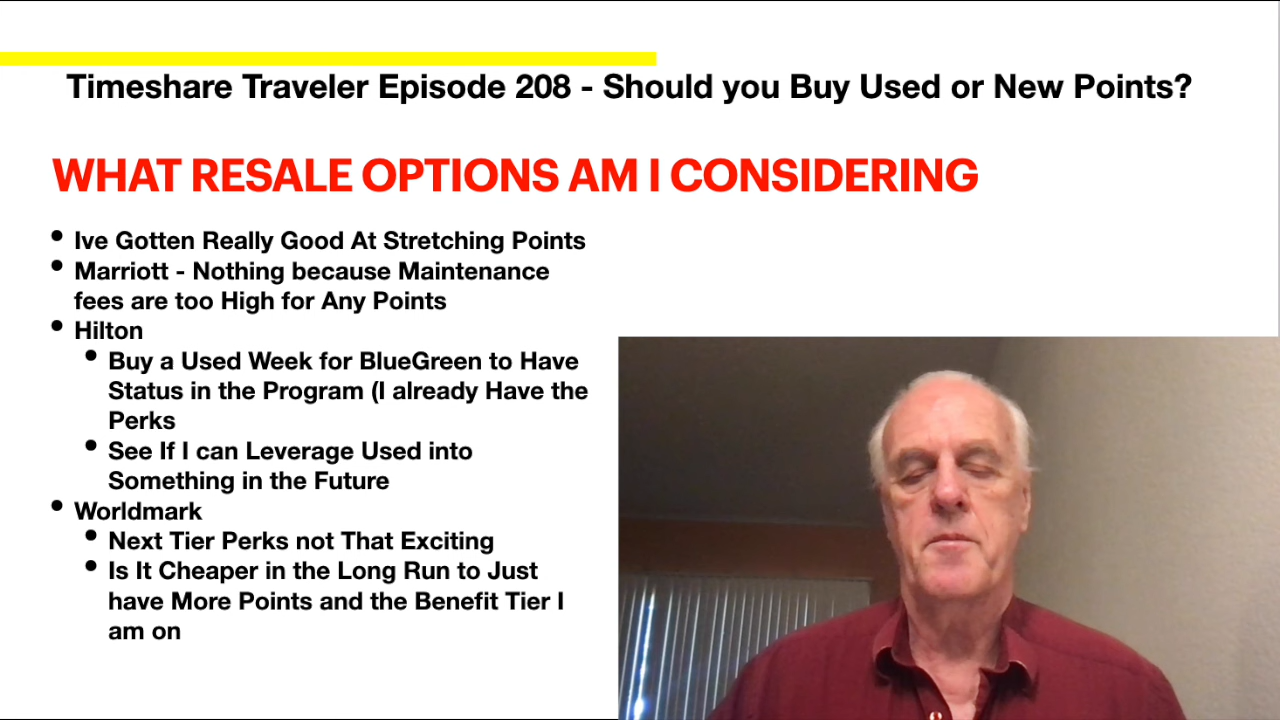 Timeshare Traveler Episode 208 - Should you Buy Used or New Points?
WHAT RESALE OPTIONS AM I CONSIDERING
• Ive Gotten Really Good At Stretching Points
• Marriott - Nothing because Maintenance
fees are too High for Any Points
• Hilton
• Buy a Used Week for BlueGreen to Have
Status in the Program (I already Have the
Perks
• See If I can Leverage Used into
Something in the Future
• Worldmark
• Next Tier Perks not That Exciting
• Is It Cheaper in the Long Run to Just
have More Points and the Benefit Tier I
am on